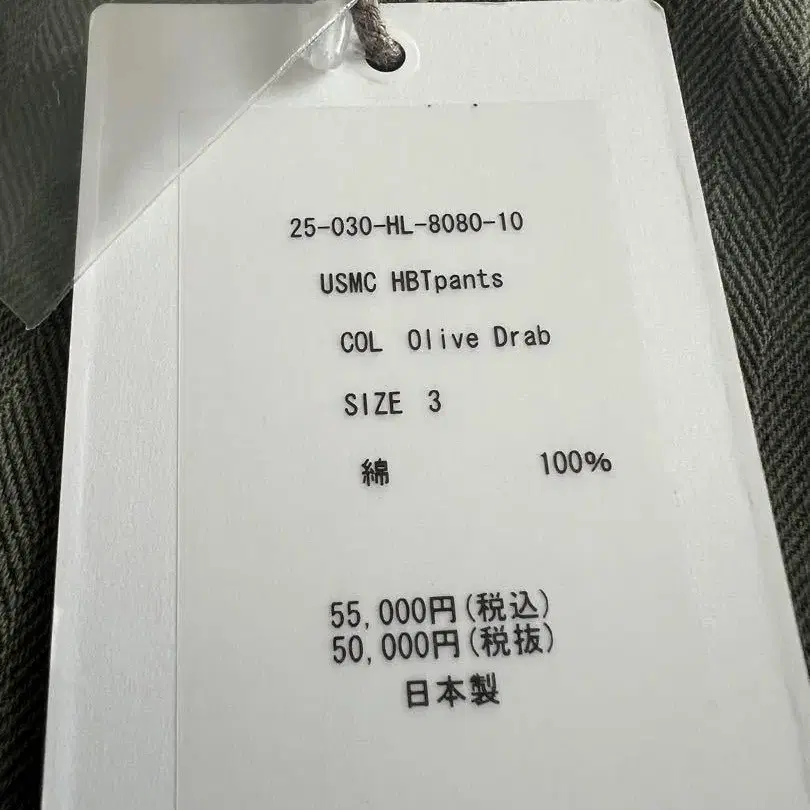 25-030-HL-8080-10
USMC HBTpants
COL Olive Drab
SIZE 3
綿 100%
55,000円(税込)
50,000円(税抜)
日本製